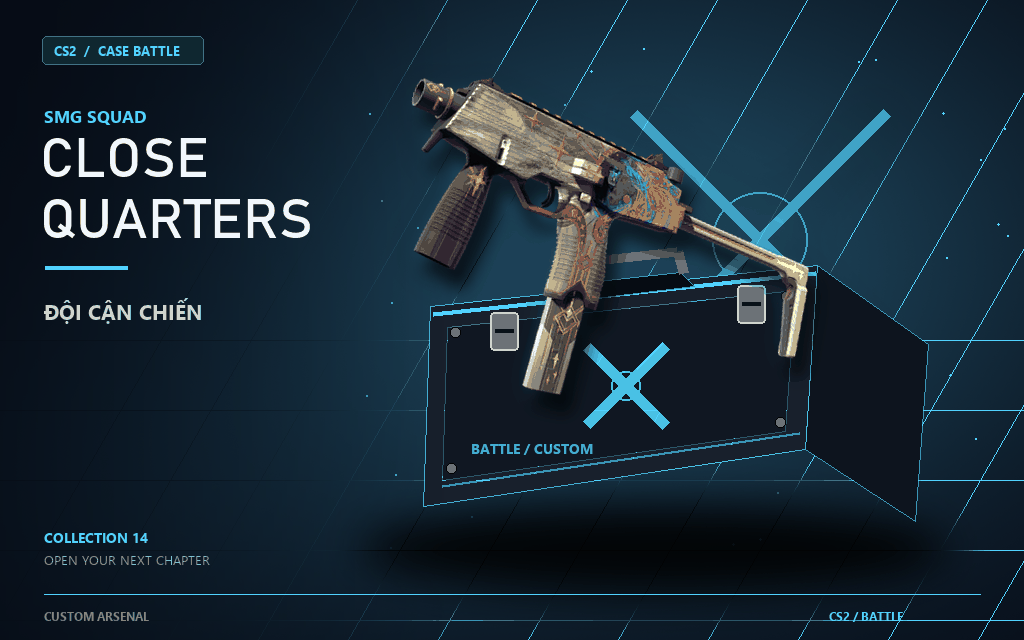 CS2 / CASE BATTLE
SMG SQUAD
CLOSE
QUARTERS
ĐỘI CẬN CHIẾN
BATTLE / CUSTOM
COLLECTION 14
OPEN YOUR NEXT CHAPTER
CUSTOM ARSENAL
CS2 / BATTLE